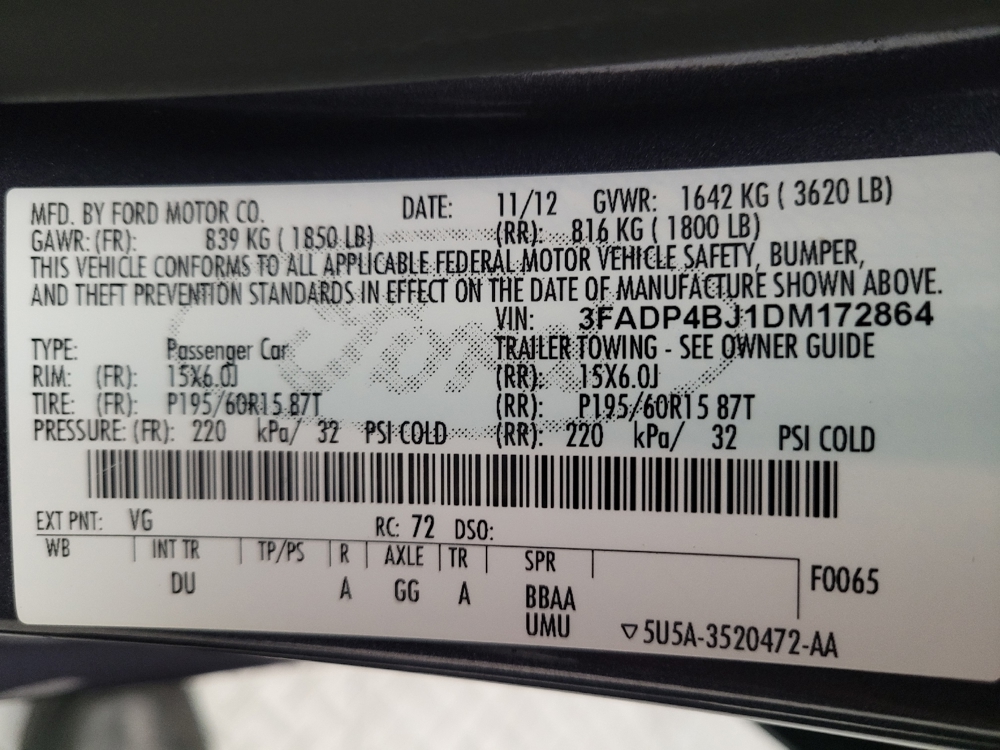 MFD. BY FORD MOTOR CO. DATE: 11/12 GVWR: 1642 KG ( 3620 LB)
GAWR: (FR): 839 KG ( 1850 LB) (RR): 816 KG ( 1800 LB)
THIS VEHICLE CONFORMS TO ALL APPLICABLE FEDERAL MOTOR VEHICLE SAFETY, BUMPER,
AND THEFT PREVENTION STANDARDS IN EFFECT ON THE DATE OF MANUFACTURE SHOWN ABOVE.
VIN: 3FADP4BJ1DM172864
TYPE: Passenger Car TRAILER TOWING - SEE OWNER GUIDE
RIM: (FR): 15X6.0J (RR): 15X6.0J
TIRE: (FR): P195/60R15 87T (RR): P195/60R15 87T
PRESSURE: (FR): 220 kPa/ 32 PSI COLD (RR): 220 kPa/ 32 PSI COLD
Ford
EXT PNT: VG RC: 72 DSO:
WB INT TR TP/PS R AXLE TR SPR
DU A GG A BBAA F0065
UMU ▽5U5A-3520472-AA